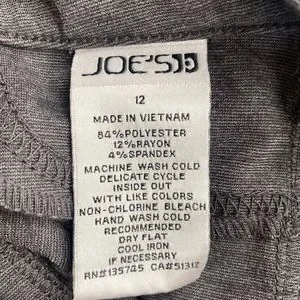 JOE'S
12
MADE IN VIETNAM
84%POLYESTER
12%RAYON
4%SPANDEX
MACHINE WASH COLD
DELICATE CYCLE
INSIDE OUT
WITH LIKE COLORS
NON-CHLORINE BLEACH
HAND WASH COLD
RECOMMENDED
DRY FLAT
COOL IRON
IF NECESSARY
RN#135745 CA#51312